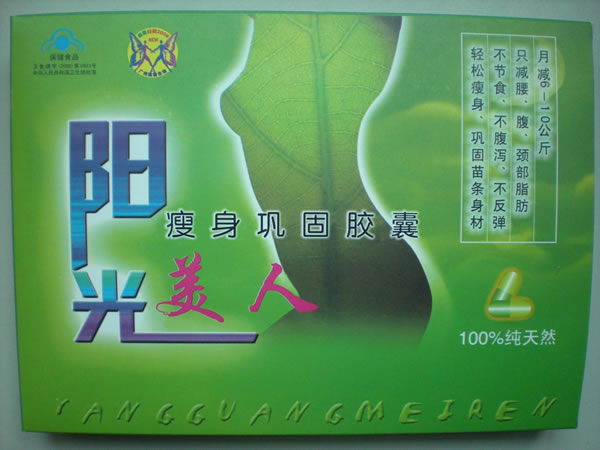 保健食品
阳光
瘦身巩固胶囊
美人
月减6-10公斤
只减腰、腹、颈部脂肪
不节食、不腹泻、不反弹
轻松瘦身、巩固苗条身材
100%纯天然
YANGGUANGMEIREN